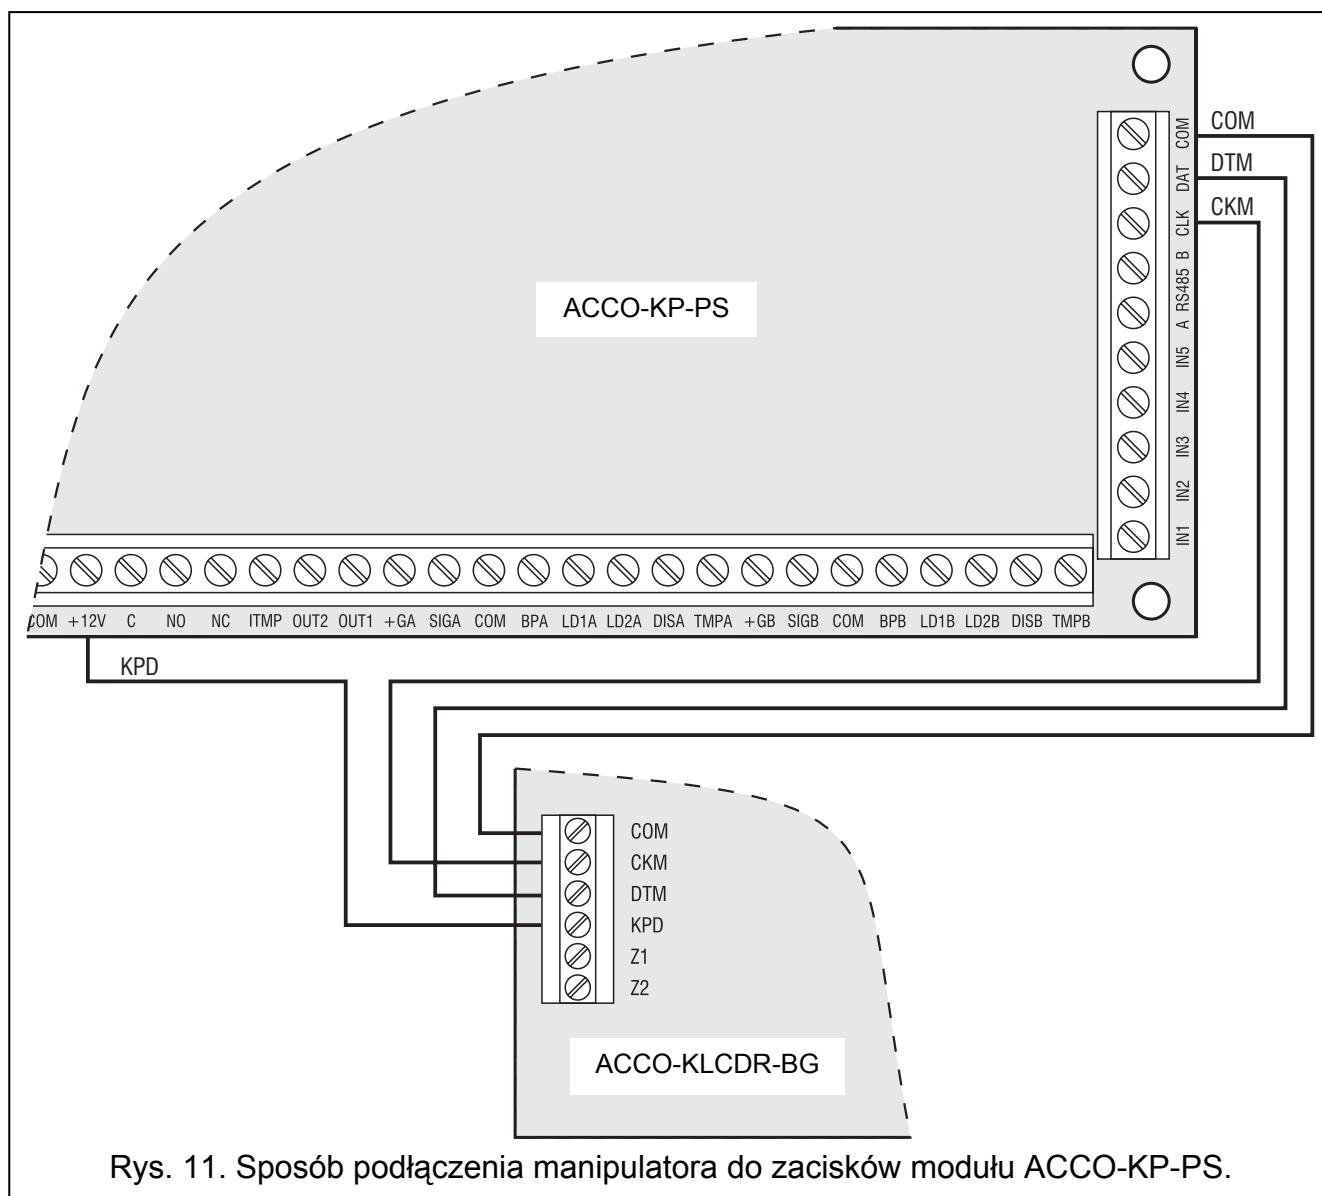 COM
DTM
CKM
COM
DAT
CLK
A RS485 B
IN5
IN4
IN3
IN2
IN1
ACCO-KP-PS
COM +12V C NO NC ITMP OUT2 OUT1 +GA SIGA COM BPA LD1A LD2A DISA TMPA +GB SIGB COM BPB LD1B LD2B DISB TMPB
KPD
COM
CKM
DTM
KPD
Z1
Z2
ACCO-KLCDR-BG
Rys. 11. Sposób podłączenia manipulatora do zacisków modułu ACCO-KP-PS.